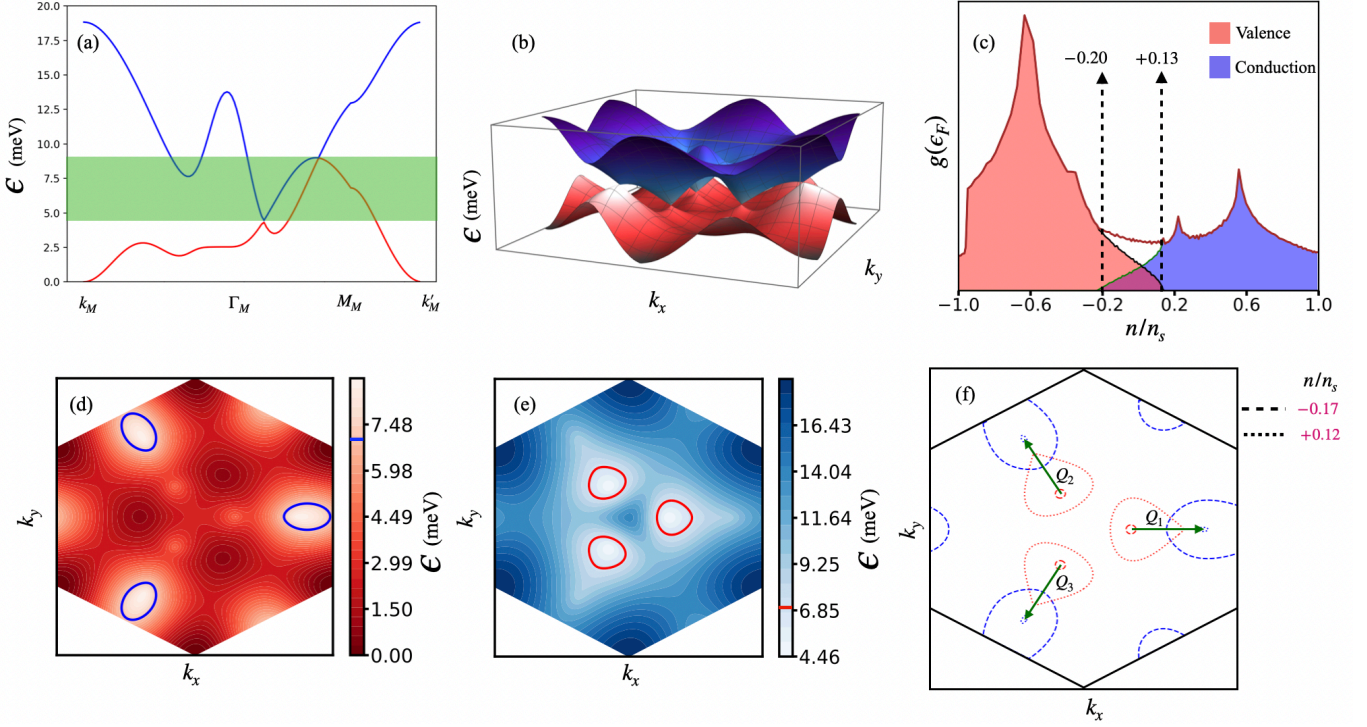 (a)
ϵ (meV)
20.0
17.5
15.0
12.5
10.0
7.5
5.0
2.5
0.0
k_M
Γ_M
M_M
k'_M
(b)
ϵ (meV)
k_x
k_y
(c)
Valence
Conduction
−0.20
+0.13
g(ϵ_F)
-1.0
-0.6
-0.2
0.2
0.6
1.0
n/n_s
(d)
k_y
k_x
7.48
5.98
4.49
2.99
1.50
0.00
ϵ (meV)
(e)
k_y
k_x
16.43
14.04
11.64
9.25
6.85
4.46
ϵ (meV)
(f)
Q_2
Q_1
Q_3
k_y
k_x
n/n_s
−0.17
+0.12